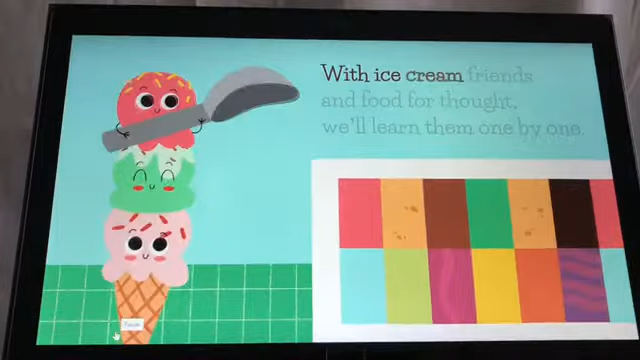 With ice cream friends
and food for thought,
we'll learn them one by one.